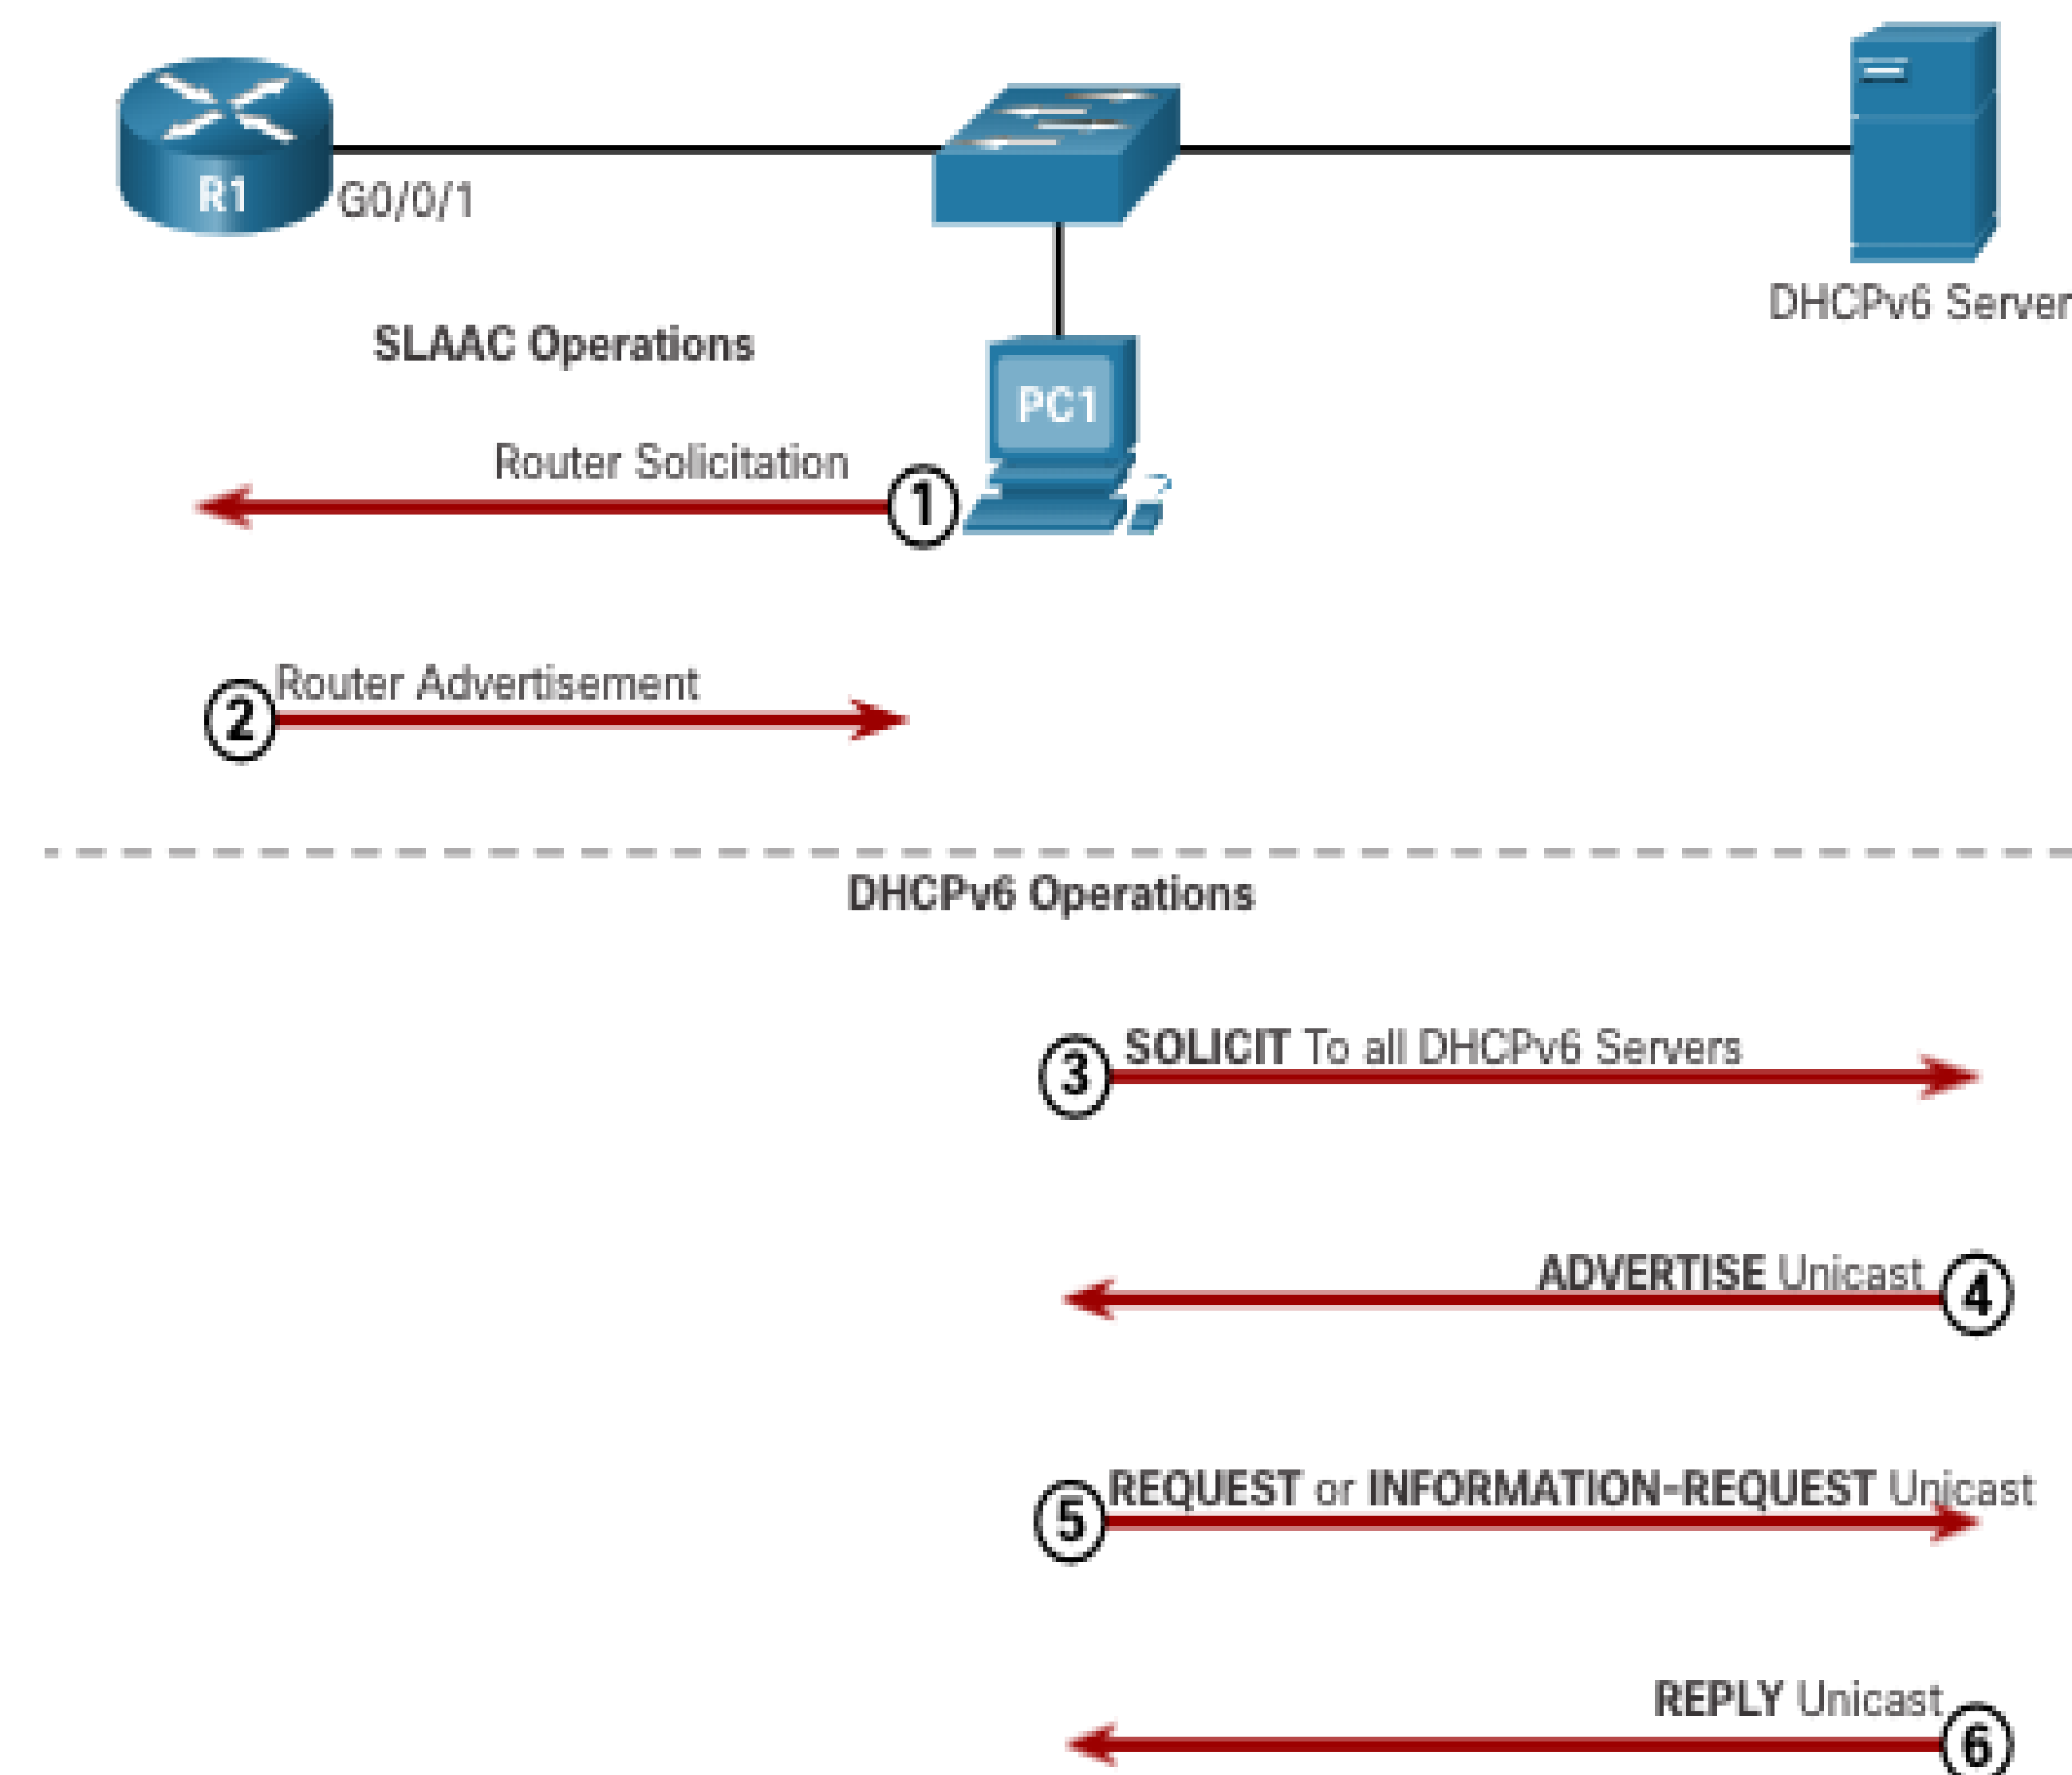 R1
G0/0/1
DHCPv6 Server
SLAAC Operations
PC1
Router Solicitation
1
Router Advertisement
2
DHCPv6 Operations
SOLICIT To all DHCPv6 Servers
3
ADVERTISE Unicast
4
REQUEST or INFORMATION-REQUEST Unicast
5
REPLY Unicast
6